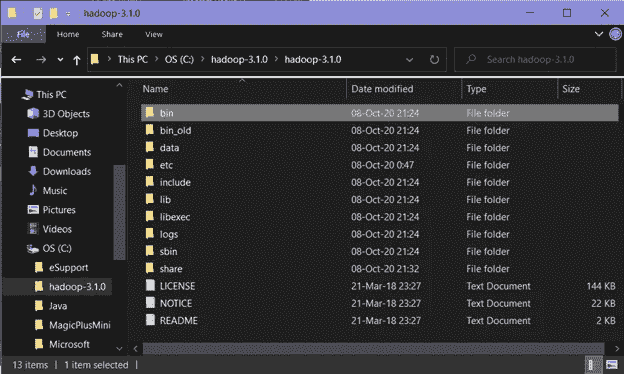 hadoop-3.1.0
File Home Share View
This PC OS (C:) hadoop-3.1.0 hadoop-3.1.0 Search hadoop-3.1.0
This PC
3D Objects
Desktop
Documents
Downloads
Music
Pictures
Videos
OS (C:)
eSupport
hadoop-3.1.0
Java
MagicPlusMini
Microsoft
Name Date modified Type Size
bin 08-Oct-20 21:24 File folder
bin_old 08-Oct-20 21:24 File folder
data 08-Oct-20 21:24 File folder
etc 08-Oct-20 0:47 File folder
include 08-Oct-20 21:24 File folder
lib 08-Oct-20 21:24 File folder
libexec 08-Oct-20 21:24 File folder
logs 08-Oct-20 21:24 File folder
sbin 08-Oct-20 21:24 File folder
share 08-Oct-20 21:32 File folder
LICENSE 21-Mar-18 23:27 Text Document 144 KB
NOTICE 21-Mar-18 23:27 Text Document 22 KB
README 21-Mar-18 23:27 Text Document 2 KB
13 items 1 item selected